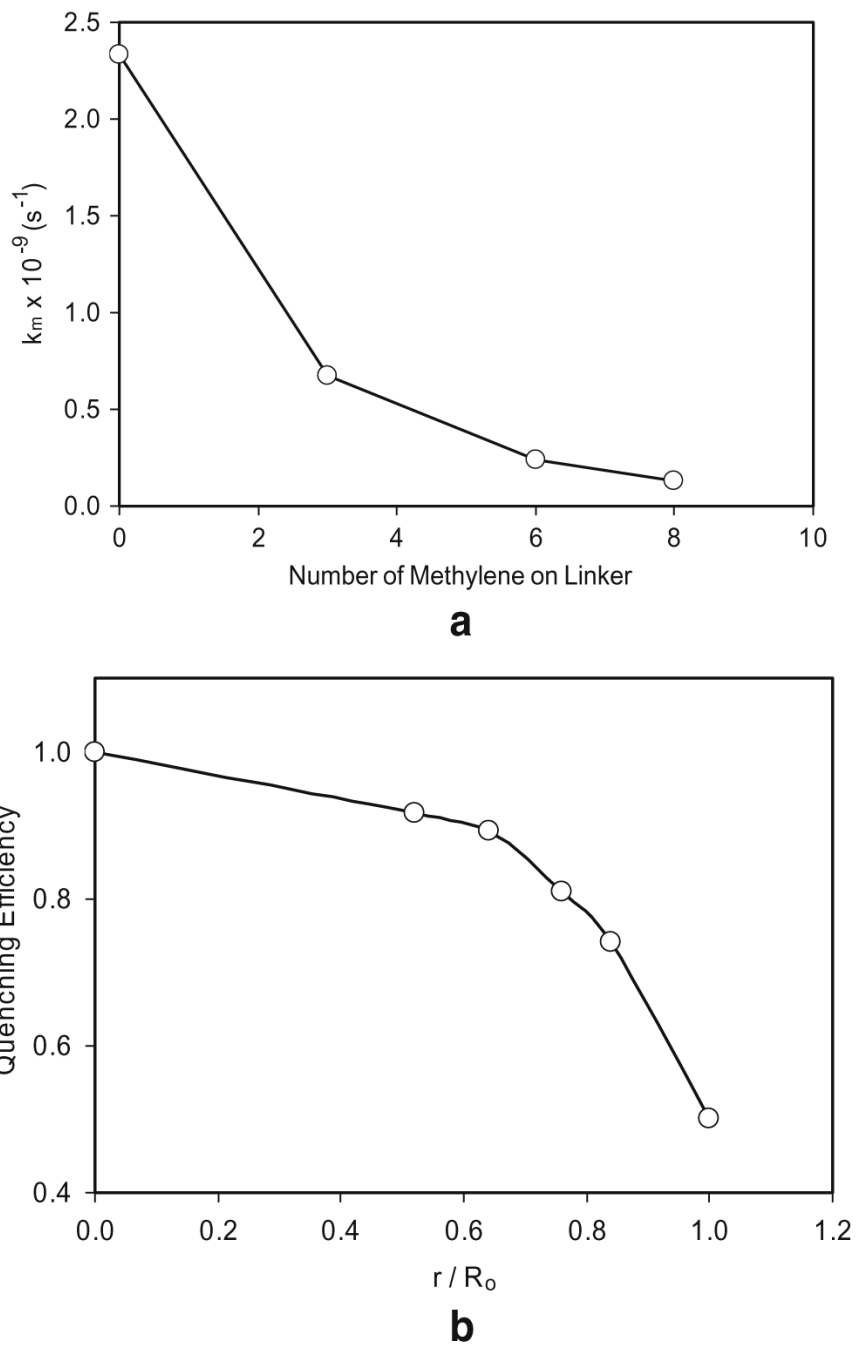 2.5
2.0
1.5
1.0
0.5
0.0
kₘ x 10⁻⁹ (s⁻¹)
0 2 4 6 8 10
Number of Methylene on Linker
a
1.0
0.8
0.6
0.4
Quenching Efficiency
0.0 0.2 0.4 0.6 0.8 1.0 1.2
r / Rₒ
b